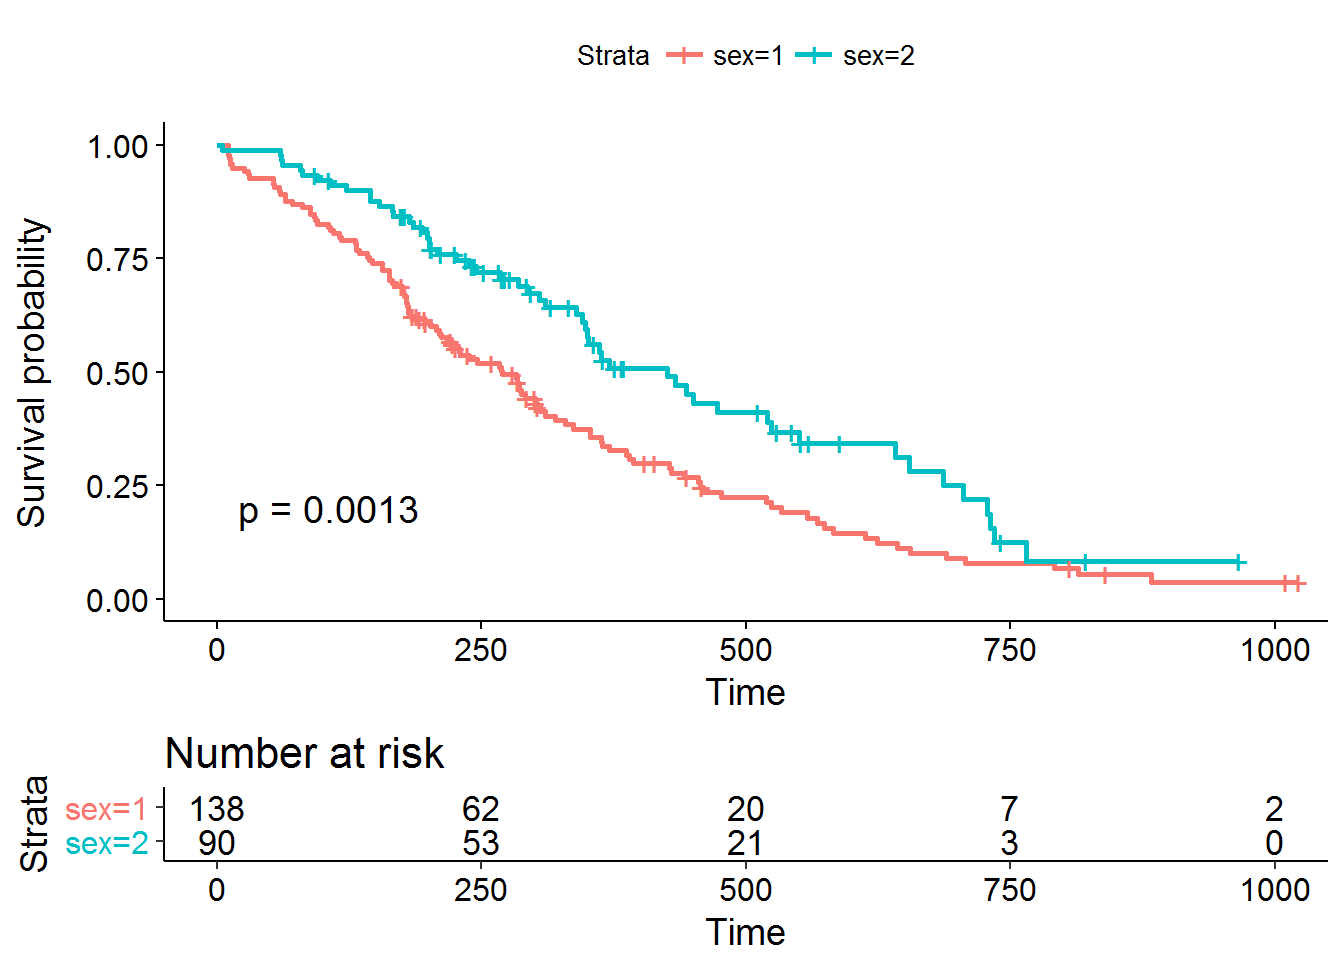 Strata sex=1 sex=2
Survival probability
1.00
0.75
0.50
0.25
0.00
p = 0.0013
0 250 500 750 1000
Time
Number at risk
Strata
sex=1 138 62 20 7 2
sex=2 90 53 21 3 0
0 250 500 750 1000
Time